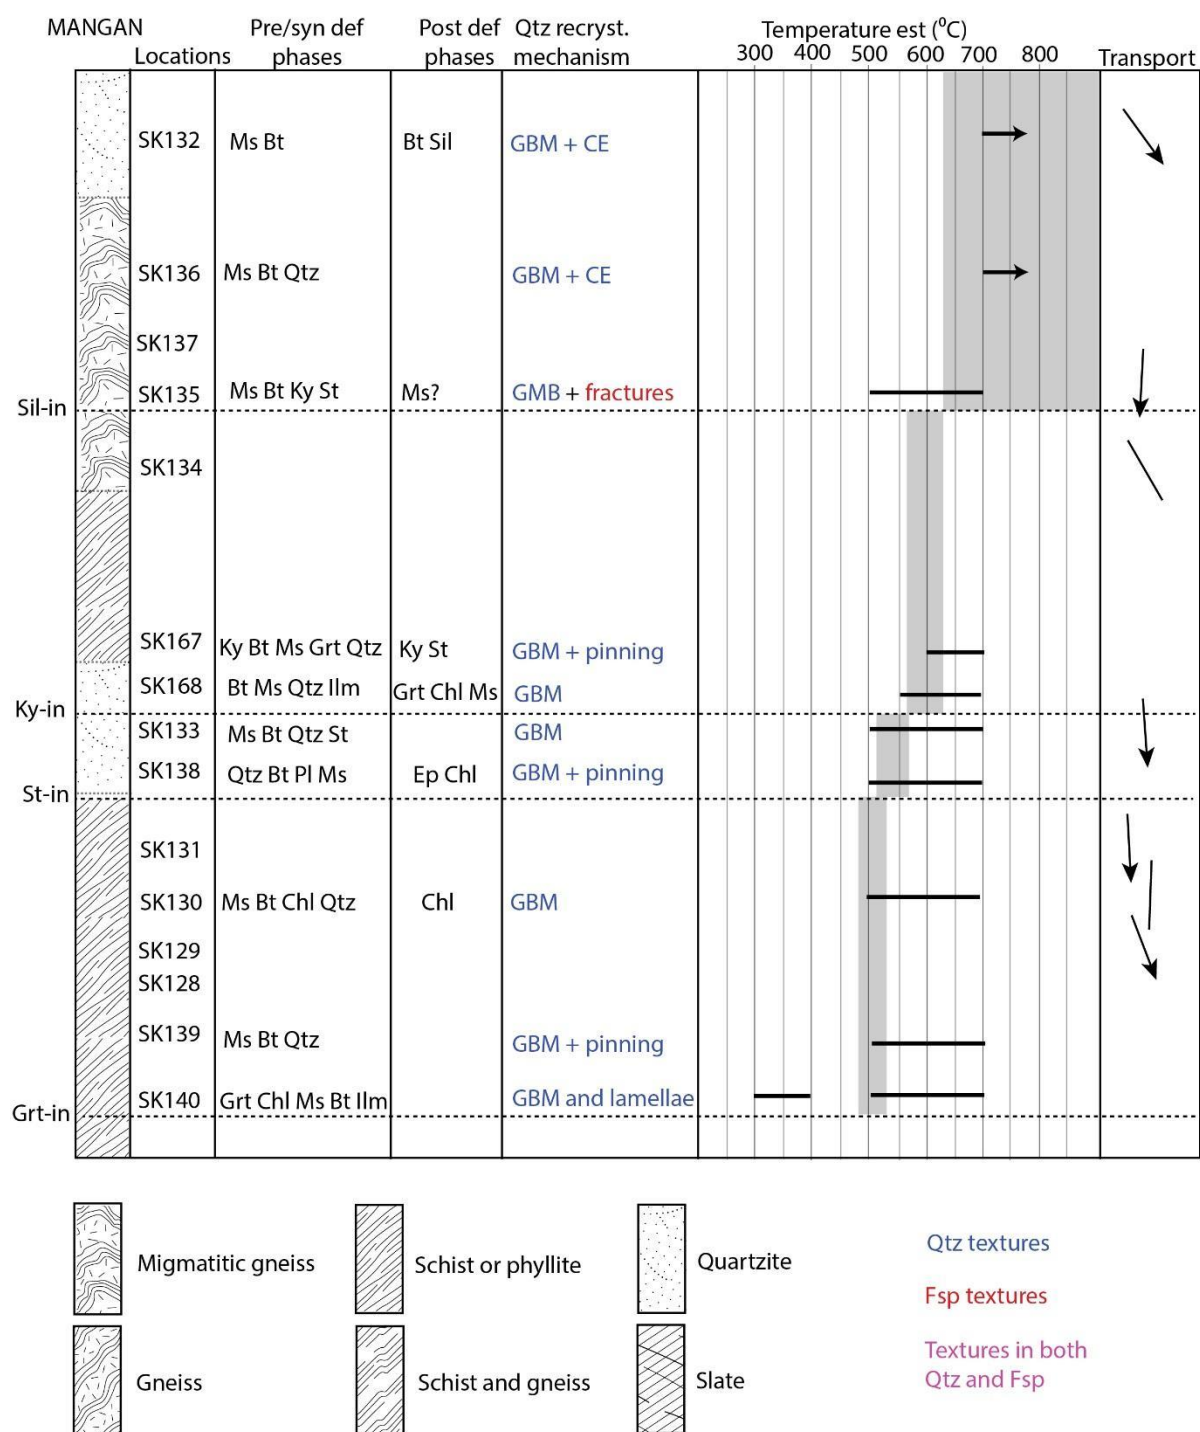 MANGAN
Locations
Pre/syn def
phases
Post def
phases
Qtz recryst.
mechanism
Temperature est (⁰C)
300 400 500 600 700 800
Transport
SK132 Ms Bt Bt Sil GBM + CE
SK136 Ms Bt Qtz GBM + CE
SK137
SK135 Ms Bt Ky St Ms? GMB + fractures
Sil-in
SK134
SK167 Ky Bt Ms Grt Qtz Ky St GBM + pinning
SK168 Bt Ms Qtz Ilm Grt Chl Ms GBM
Ky-in
SK133 Ms Bt Qtz St GBM
SK138 Qtz Bt Pl Ms Ep Chl GBM + pinning
St-in
SK131
SK130 Ms Bt Chl Qtz Chl GBM
SK129
SK128
SK139 Ms Bt Qtz GBM + pinning
SK140 Grt Chl Ms Bt Ilm GBM and lamellae
Grt-in
Migmatitic gneiss
Schist or phyllite
Quartzite
Qtz textures
Fsp textures
Gneiss
Schist and gneiss
Slate
Textures in both
Qtz and Fsp